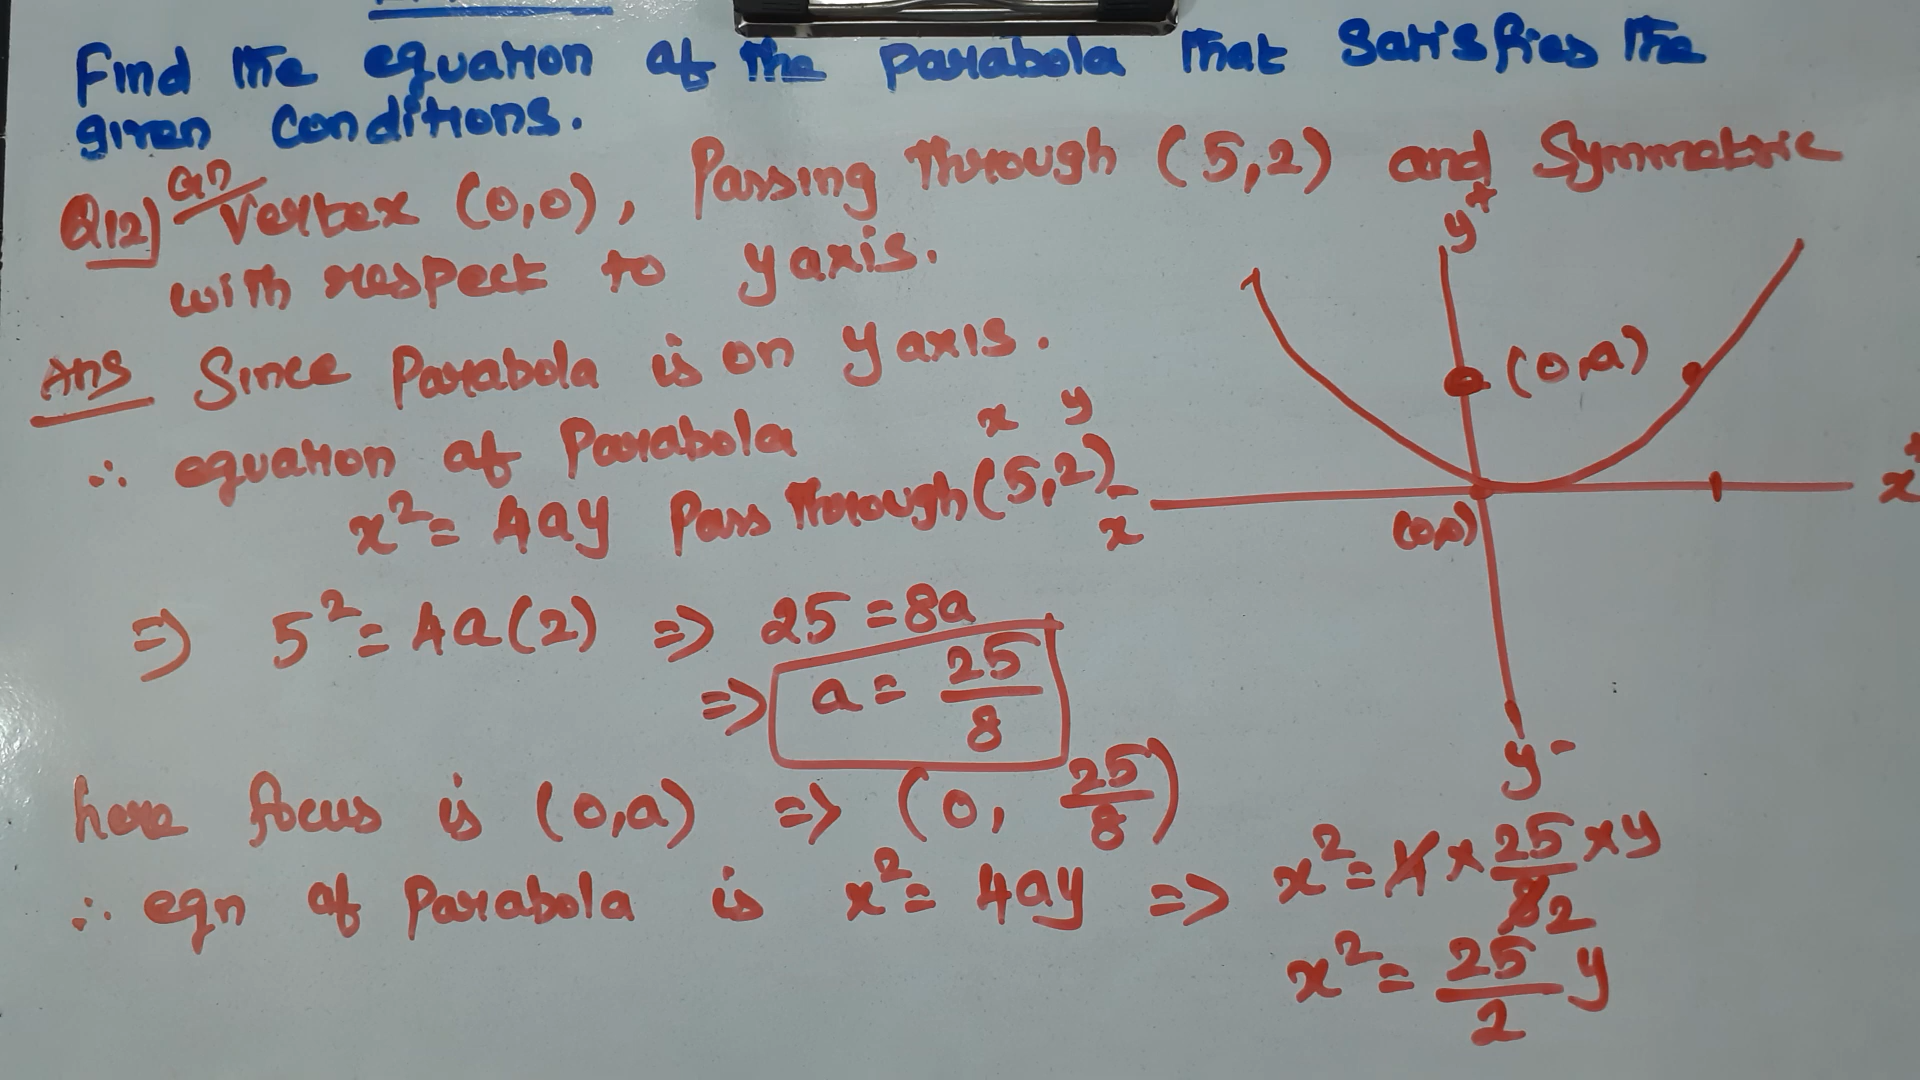 Find the equation of the parabola that satisfies the
given conditions.
Q12) Gn Vertex (0,0), Passing through (5,2) and Symmetric
with respect to y axis.
Ans Since Parabola is on y axis.
∴ equation of Parabola
x y
x² = 4ay Pass through (5,2)
⇒ 5² = 4a(2) ⇒ 25 = 8a
⇒ a = 25/8
here focus is (0,a) ⇒ (0, 25/8)
∴ eqn of Parabola is x² = 4ay ⇒ x² = 4 × 25/8 2 × y
x² = 25/2 y
y+
(0,a)
x+
x-
(0,0)
y-